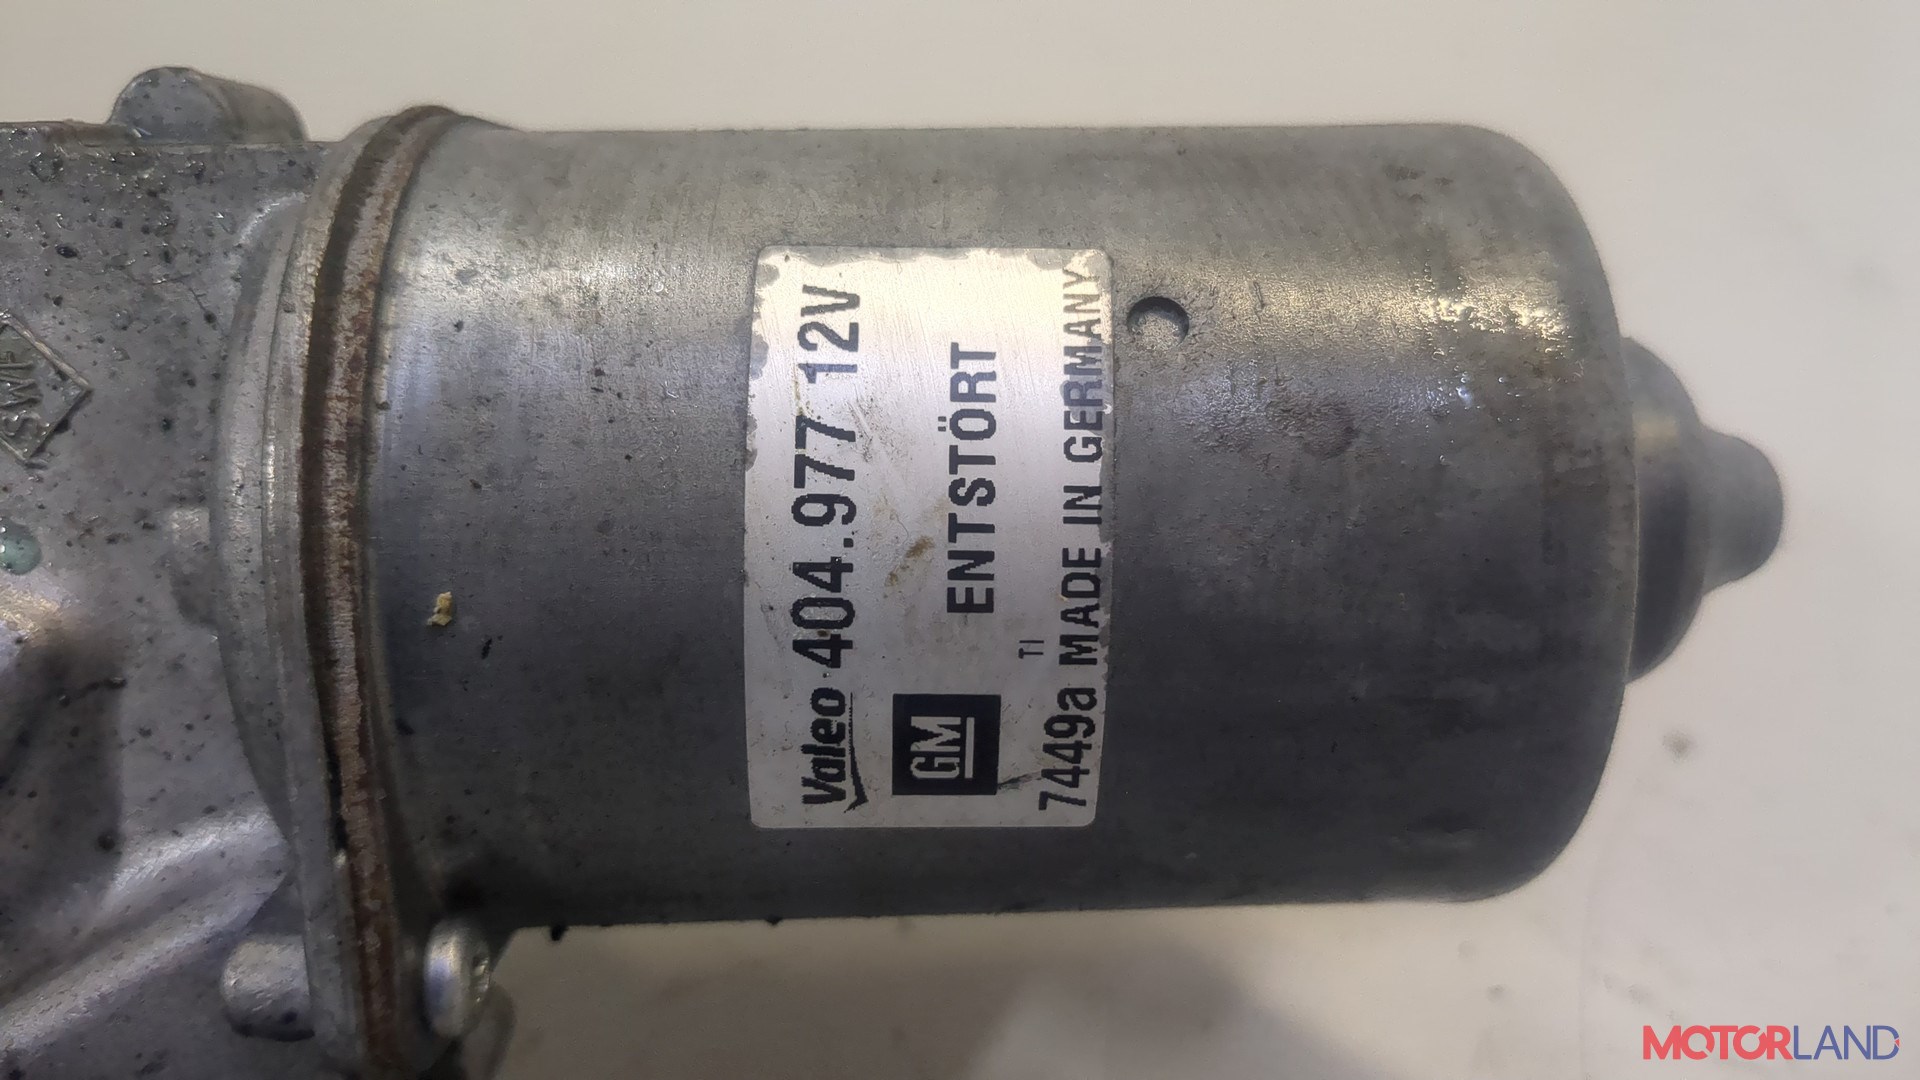 Valeo 404.977 12V
GM ENTSTÖRT
TI
7449a MADE IN GERMANY
SWF
MOTORLAND